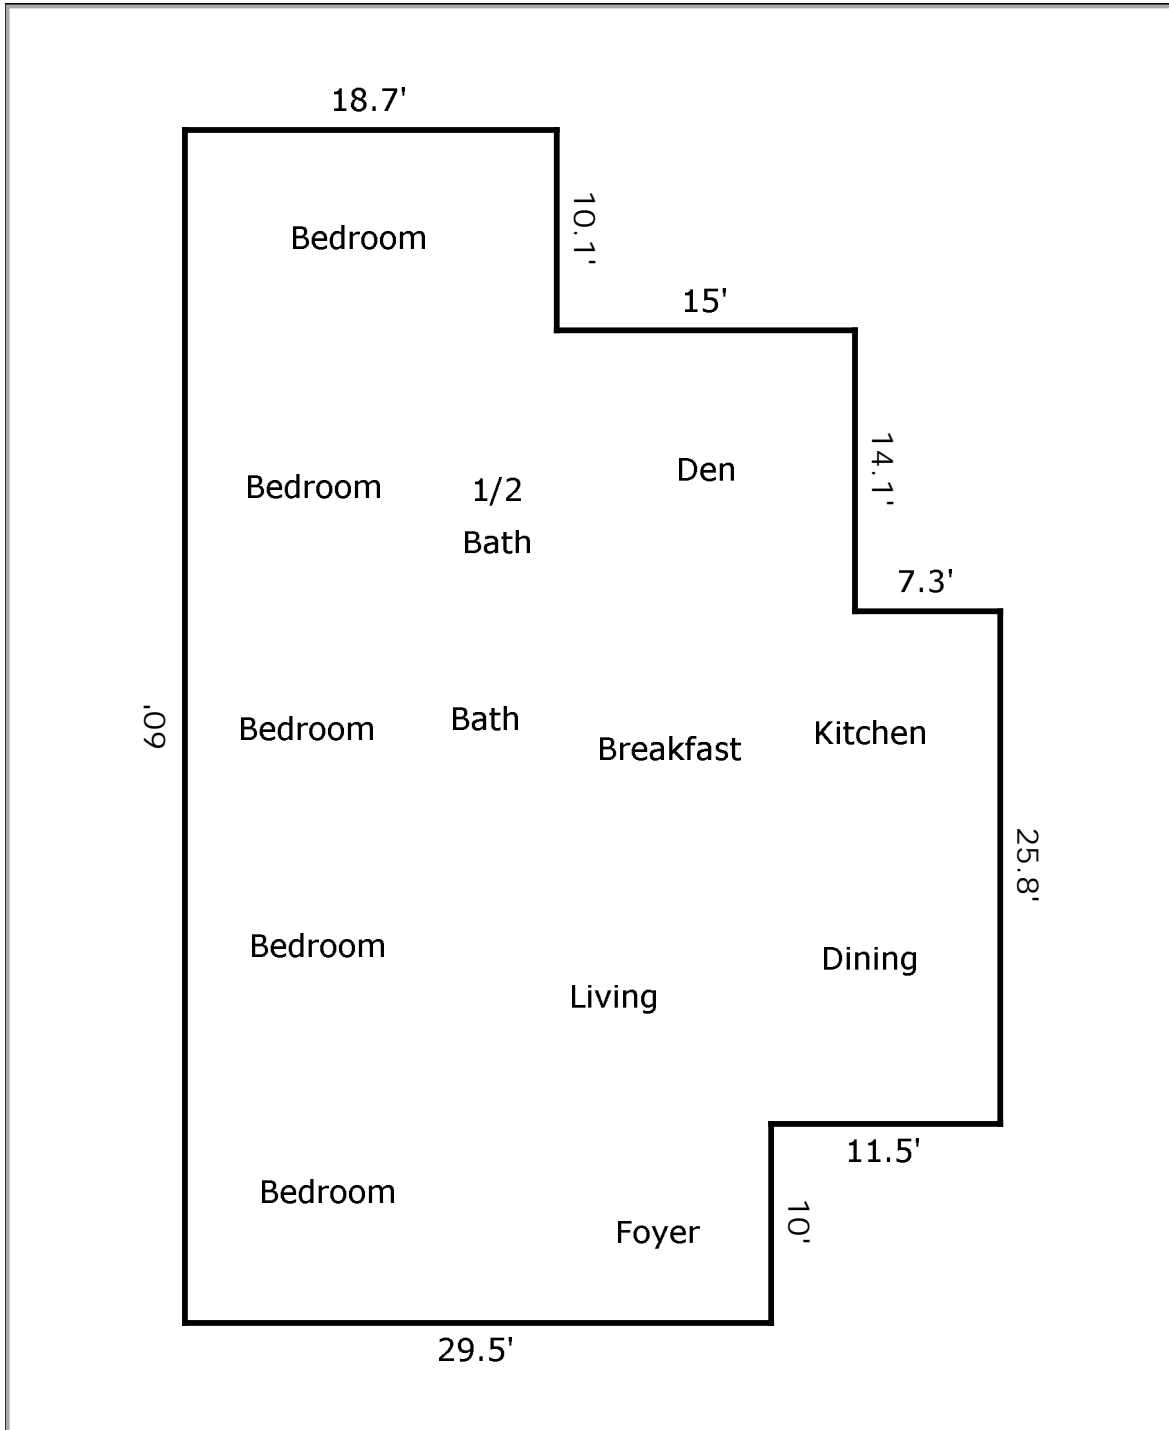 18.7'
10.1'
Bedroom
15'
14.1'
Den
Bedroom
1/2
Bath
7.3'
60'
Bedroom
Bath
Breakfast
Kitchen
25.8'
Bedroom
Dining
Living
11.5'
Bedroom
10'
Foyer
29.5'